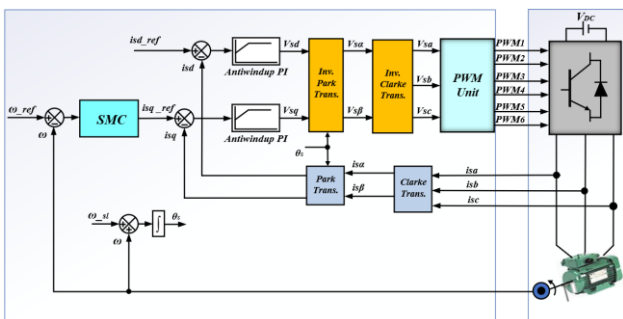 V_DC
isd_ref
isd
Antiwindup PI
Vsd
Inv.
Park
Trans.
Vsα
Inv.
Clarke
Trans.
Vsa
PWM
Unit
PWM1
PWM2
PWM3
PWM4
PWM5
PWM6
Vsb
ω_ref
ω
SMC
isq_ref
isq
Antiwindup PI
Vsq
Vsβ
Vsc
θs
Park
Trans.
isα
isβ
Clarke
Trans.
isa
isb
isc
ω_sl
ω
∫
θs